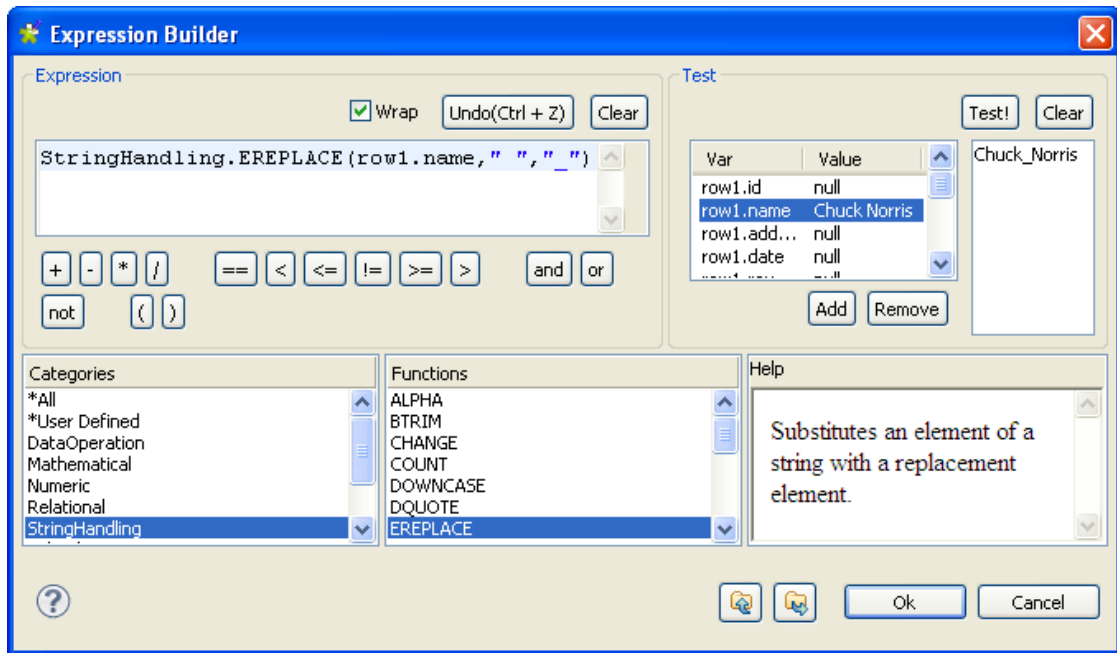 Expression Builder
Expression
Wrap
Undo(Ctrl + Z)
Clear
StringHandling.EREPLACE(row1.name," ","_")
+ - * / == < <= != >= > and or
not ( )
Test
Test! Clear
Var Value
row1.id null
row1.name Chuck Norris
row1.add... null
row1.date null
Chuck_Norris
Add Remove
Categories
*All
*User Defined
DataOperation
Mathematical
Numeric
Relational
StringHandling
Functions
ALPHA
BTRIM
CHANGE
COUNT
DOWNCASE
DQUOTE
EREPLACE
Help
Substitutes an element of a
string with a replacement
element.
?
Ok Cancel